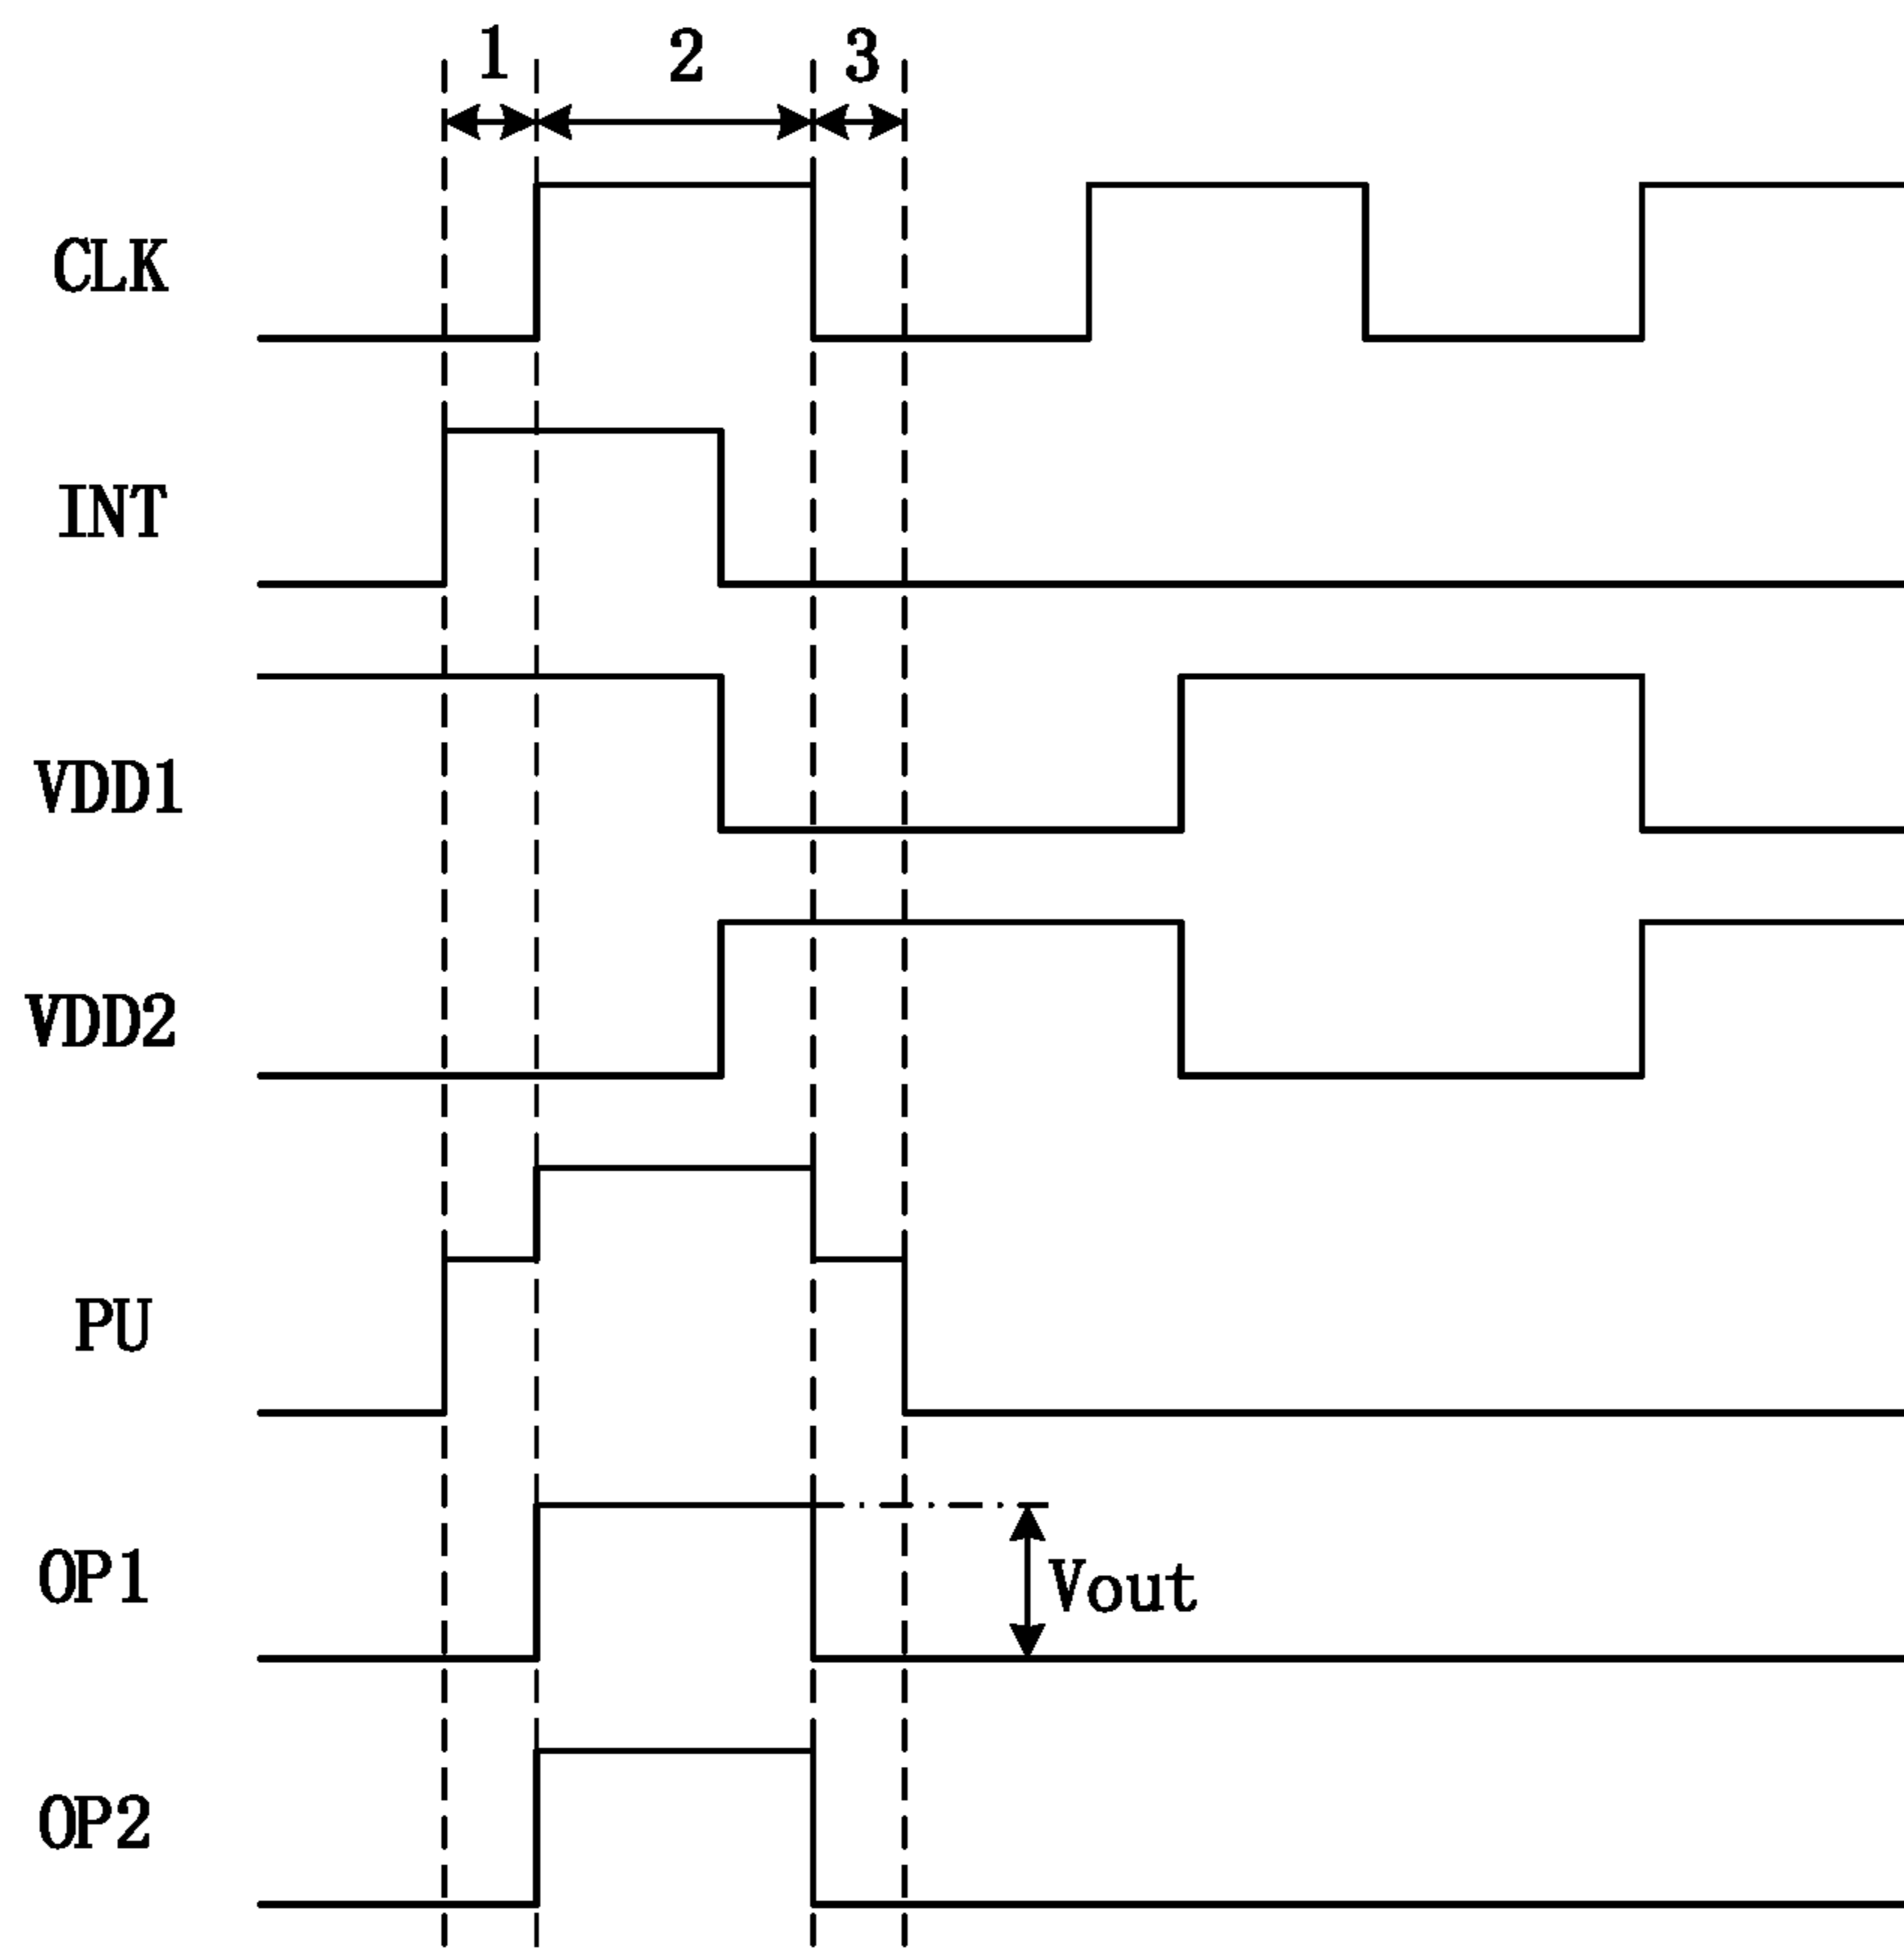 1 2 3
CLK
INT
VDD1
VDD2
PU
OP1
Vout
OP2